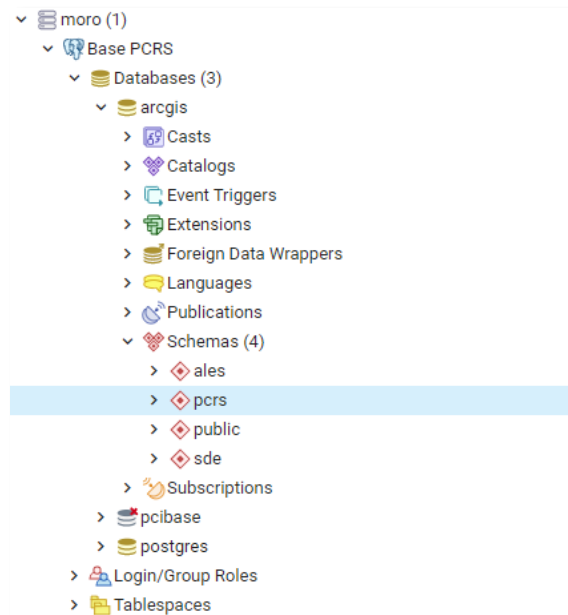 moro (1)
Base PCRS
Databases (3)
arcgis
Casts
Catalogs
Event Triggers
Extensions
Foreign Data Wrappers
Languages
Publications
Schemas (4)
ales
pcrs
public
sde
Subscriptions
pcibase
postgres
Login/Group Roles
Tablespaces